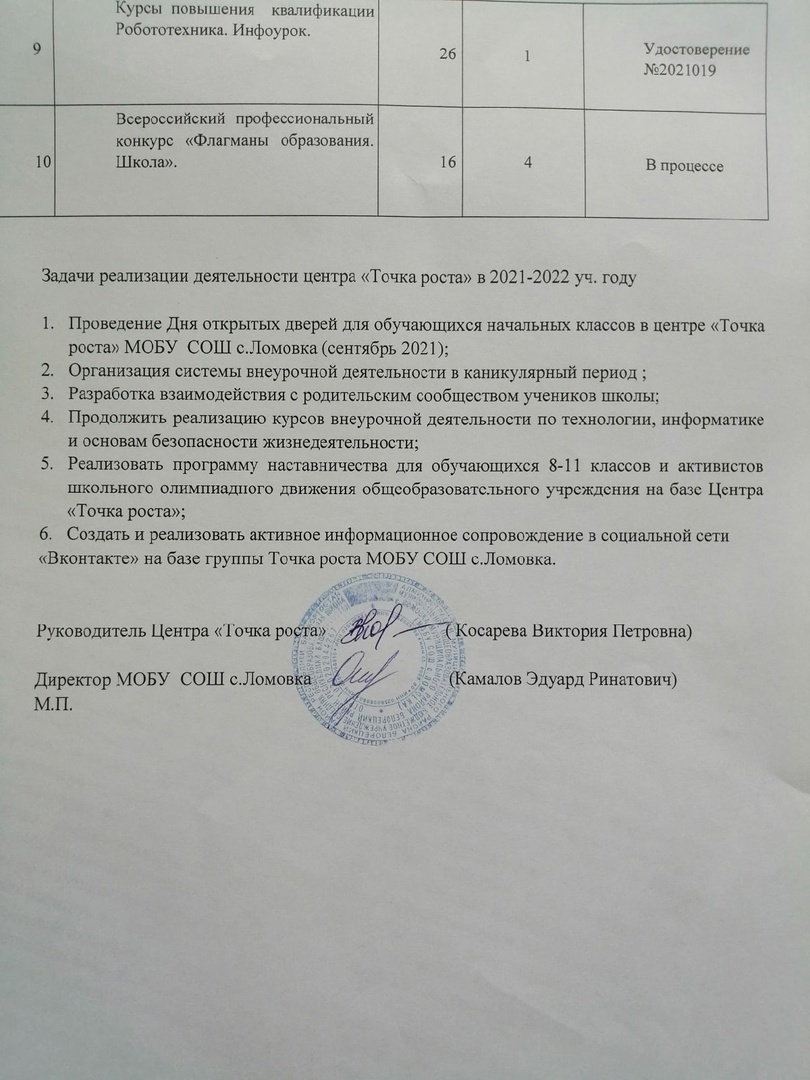 Курсы повышения квалификации
Робототехника. Инфоурок.
9
26
1
Удостоверение
№2021019
Всероссийский профессиональный
конкурс «Флагманы образования.
Школа».
10
16
4
В процессе
Задачи реализации деятельности центра «Точка роста» в 2021-2022 уч. году
1. Проведение Дня открытых дверей для обучающихся начальных классов в центре «Точка
роста» МОБУ СОШ с.Ломовка (сентябрь 2021);
2. Организация системы внеурочной деятельности в каникулярный период ;
3. Разработка взаимодействия с родительским сообществом учеников школы;
4. Продолжить реализацию курсов внеурочной деятельности по технологии, информатике
и основам безопасности жизнедеятельности;
5. Реализовать программу наставничества для обучающихся 8-11 классов и активистов
школьного олимпиадного движения общеобразовательного учреждения на базе Центра
«Точка роста»;
6. Создать и реализовать активное информационное сопровождение в социальной сети
«Вконтакте» на базе группы Точка роста МОБУ СОШ с.Ломовка.
Руководитель Центра «Точка роста» ( Косарева Виктория Петровна)
Директор МОБУ СОШ с.Ломовка (Камалов Эдуард Ринатович)
М.П.